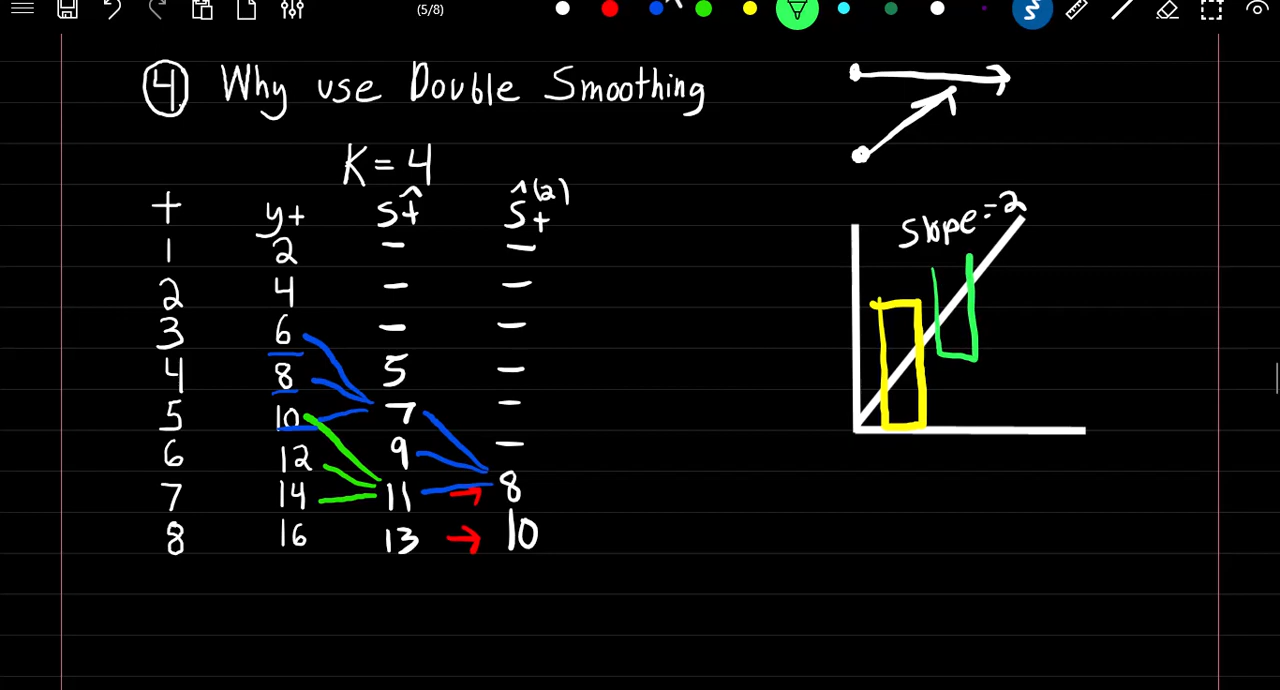 (5/8)
④ Why use Double Smoothing
K = 4
t y+ ŝt ŝt(2)
1 2 - -
2 4 - -
3 6 - -
4 8 5 -
5 10 7 -
6 12 9 -
7 14 11 → 8
8 16 13 → 10
Slope=2